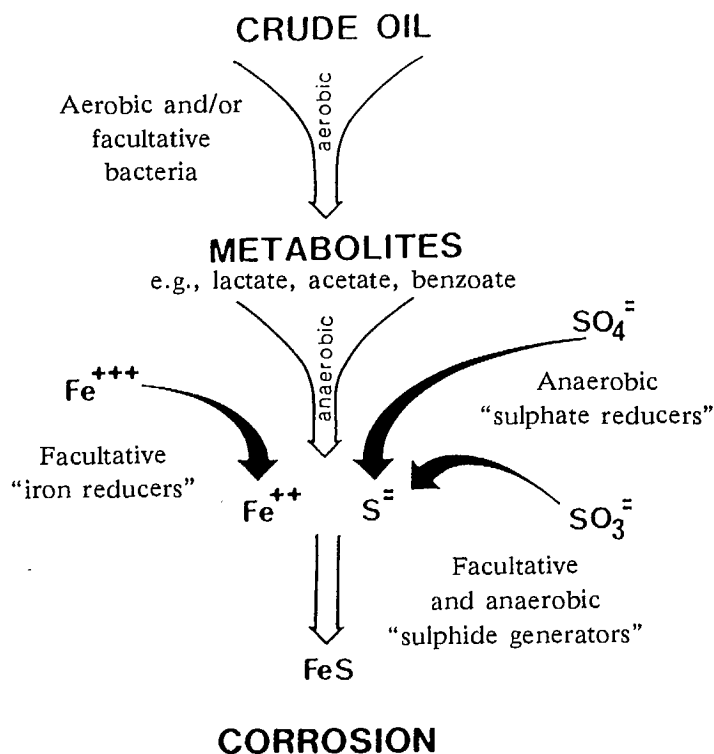 CRUDE OIL
Aerobic and/or
facultative
bacteria
aerobic
METABOLITES
e.g., lactate, acetate, benzoate
anaerobic
SO₄⁼
Anaerobic
“sulphate reducers”
Fe⁺⁺⁺
Facultative
“iron reducers”
Fe⁺⁺
S⁼
SO₃⁼
Facultative
and anaerobic
“sulphide generators”
FeS
CORROSION